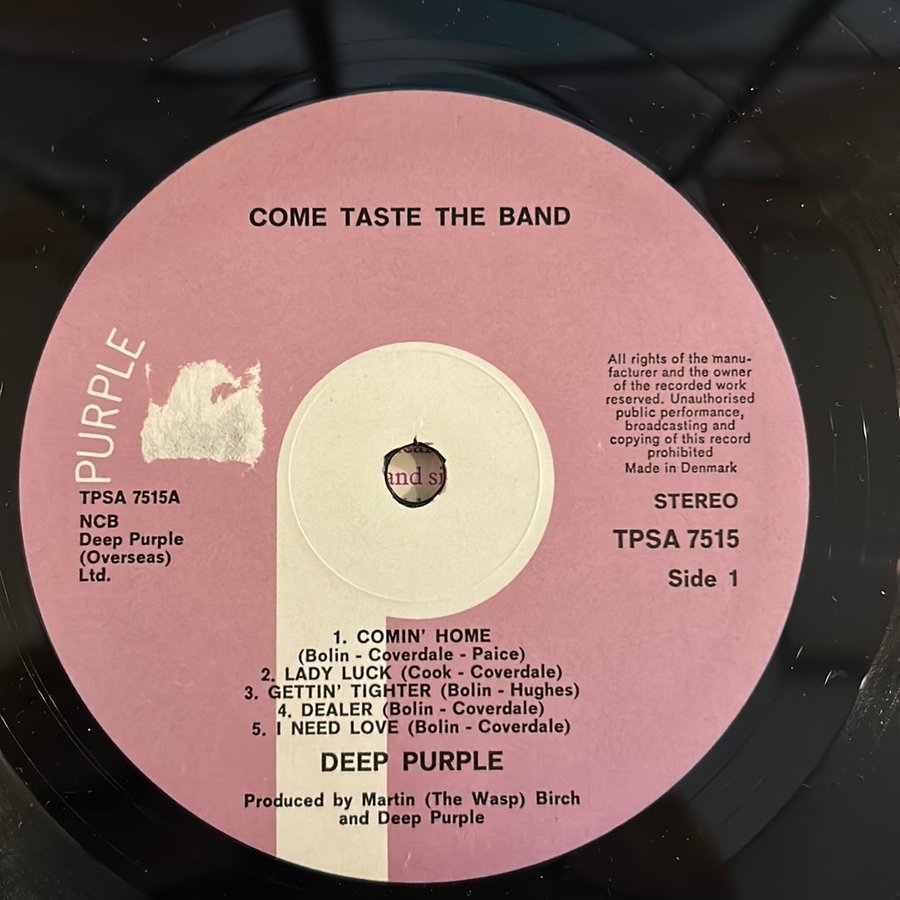 COME TASTE THE BAND
PURPLE
TPSA 7515A
NCB
Deep Purple
(Overseas)
Ltd.
and si
All rights of the manu-
facturer and the owner
of the recorded work
reserved. Unauthorised
public performance,
broadcasting and
copying of this record
prohibited
Made in Denmark
STEREO
TPSA 7515
Side 1
1. COMIN' HOME
(Bolin - Coverdale - Paice)
2. LADY LUCK (Cook - Coverdale)
3. GETTIN' TIGHTER (Bolin - Hughes)
4. DEALER (Bolin - Coverdale)
5. I NEED LOVE (Bolin - Coverdale)
DEEP PURPLE
Produced by Martin (The Wasp) Birch
and Deep Purple